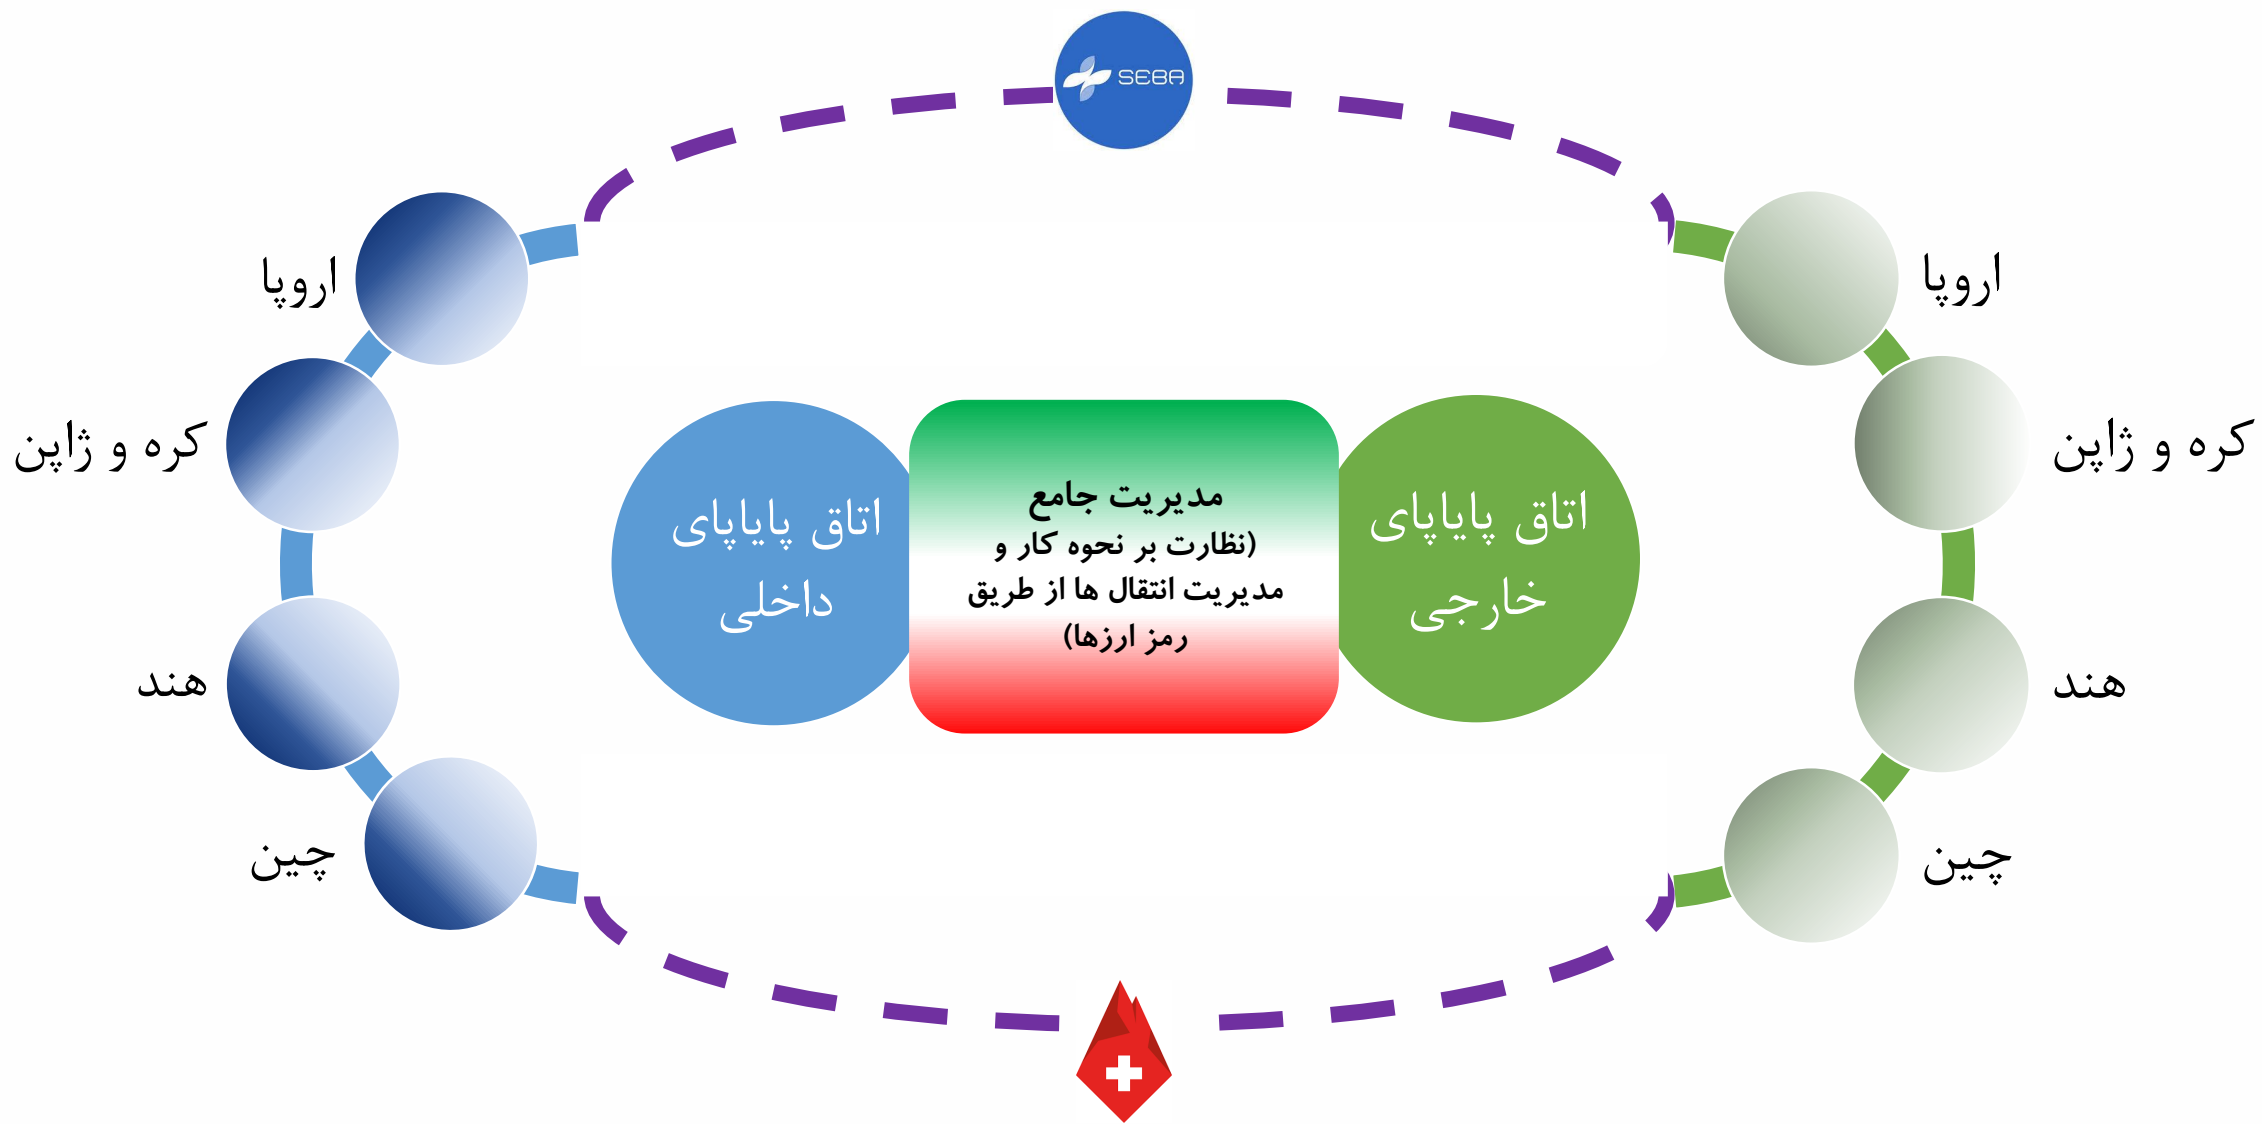 SEBA
اروپا
اروپا
کره و ژاپن
کره و ژاپن
اتاق پایاپای
خارجی
مدیریت جامع
(نظارت بر نحوه کار و
مدیریت انتقال ها از طریق
رمز ارزها)
اتاق پایاپای
داخلی
هند
هند
چین
چین